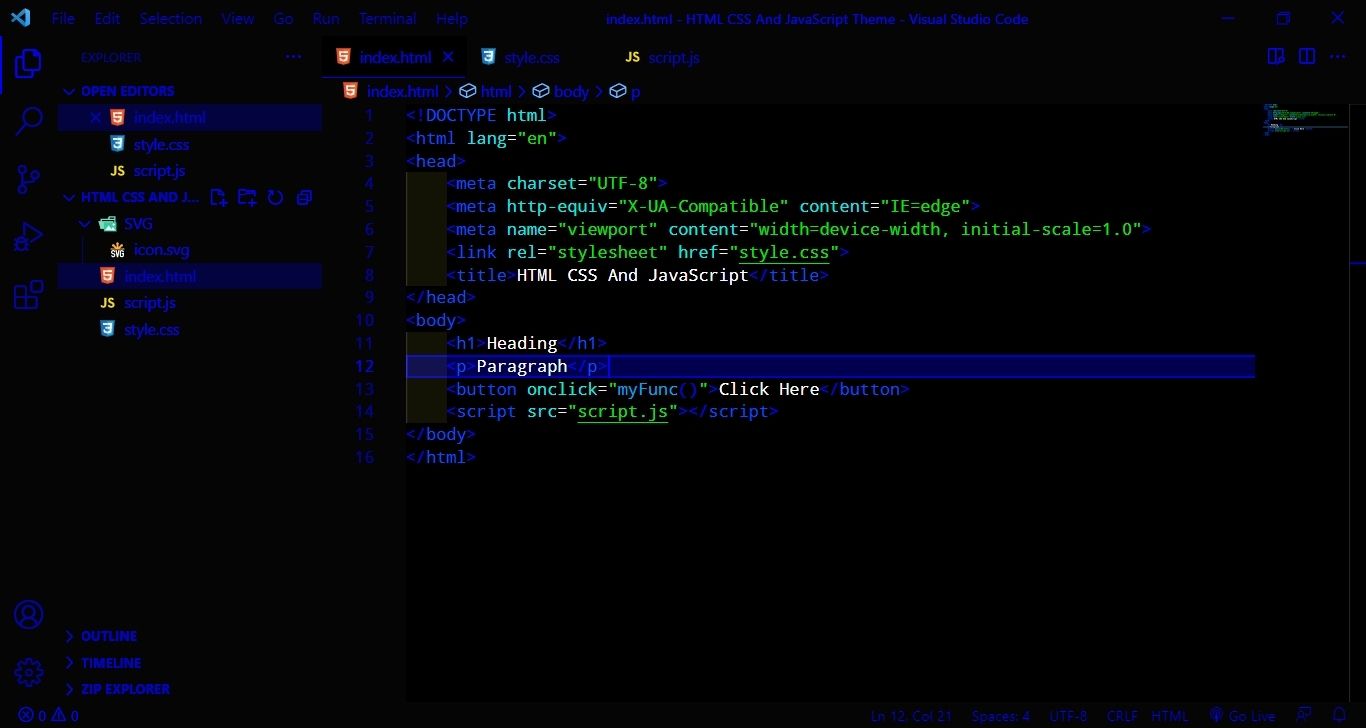 File Edit Selection View Go Run Terminal Help index.html - HTML CSS And JavaScript Theme - Visual Studio Code
EXPLORER ···
OPEN EDITORS
index.html
style.css
JS script.js
HTML CSS AND J...
SVG
SVG icon.svg
index.html
JS script.js
style.css
OUTLINE
TIMELINE
ZIP EXPLORER
index.html style.css JS script.js
index.html > html > body > p
1 <!DOCTYPE html>
2 <html lang="en">
3 <head>
4 <meta charset="UTF-8">
5 <meta http-equiv="X-UA-Compatible" content="IE=edge">
6 <meta name="viewport" content="width=device-width, initial-scale=1.0">
7 <link rel="stylesheet" href="style.css">
8 <title>HTML CSS And JavaScript</title>
9 </head>
10 <body>
11 <h1>Heading</h1>
12 <p>Paragraph</p>
13 <button onclick="myFunc()">Click Here</button>
14 <script src="script.js"></script>
15 </body>
16 </html>
0 0 Ln 12, Col 21 Spaces: 4 UTF-8 CRLF HTML Go Live